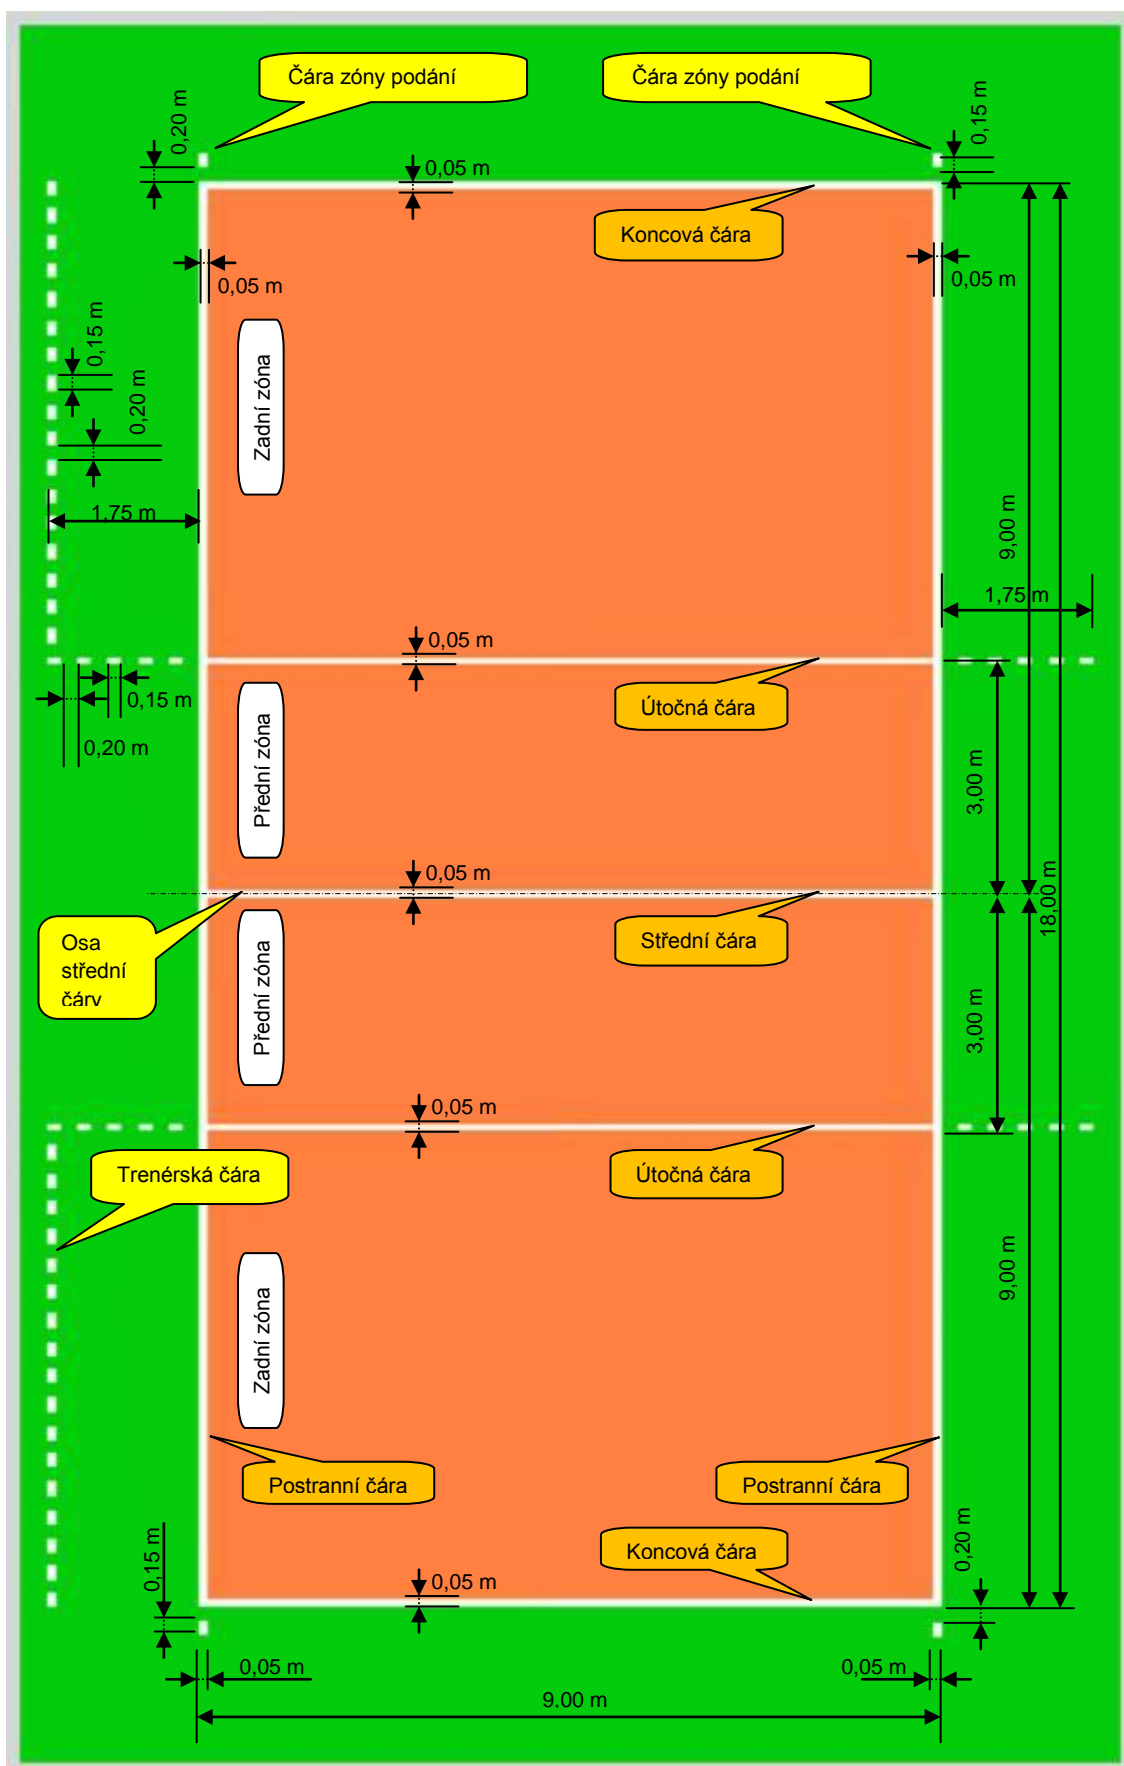 Čára zóny podání
Čára zóny podání
0,20 m
0,15 m
0,05 m
Koncová čára
0,05 m
0,05 m
0,15 m
Zadní zóna
0,20 m
1,75 m
9,00 m
1,75 m
0,05 m
0,15 m
Útočná čára
0,20 m
Přední zóna
3,00 m
0,05 m
18,00 m
Osa
střední
čáry
Přední zóna
Střední čára
3,00 m
0,05 m
Trenérská čára
Útočná čára
9,00 m
Zadní zóna
Postranní čára
Postranní čára
0,15 m
Koncová čára
0,20 m
0,05 m
0,05 m
0,05 m
9.00 m